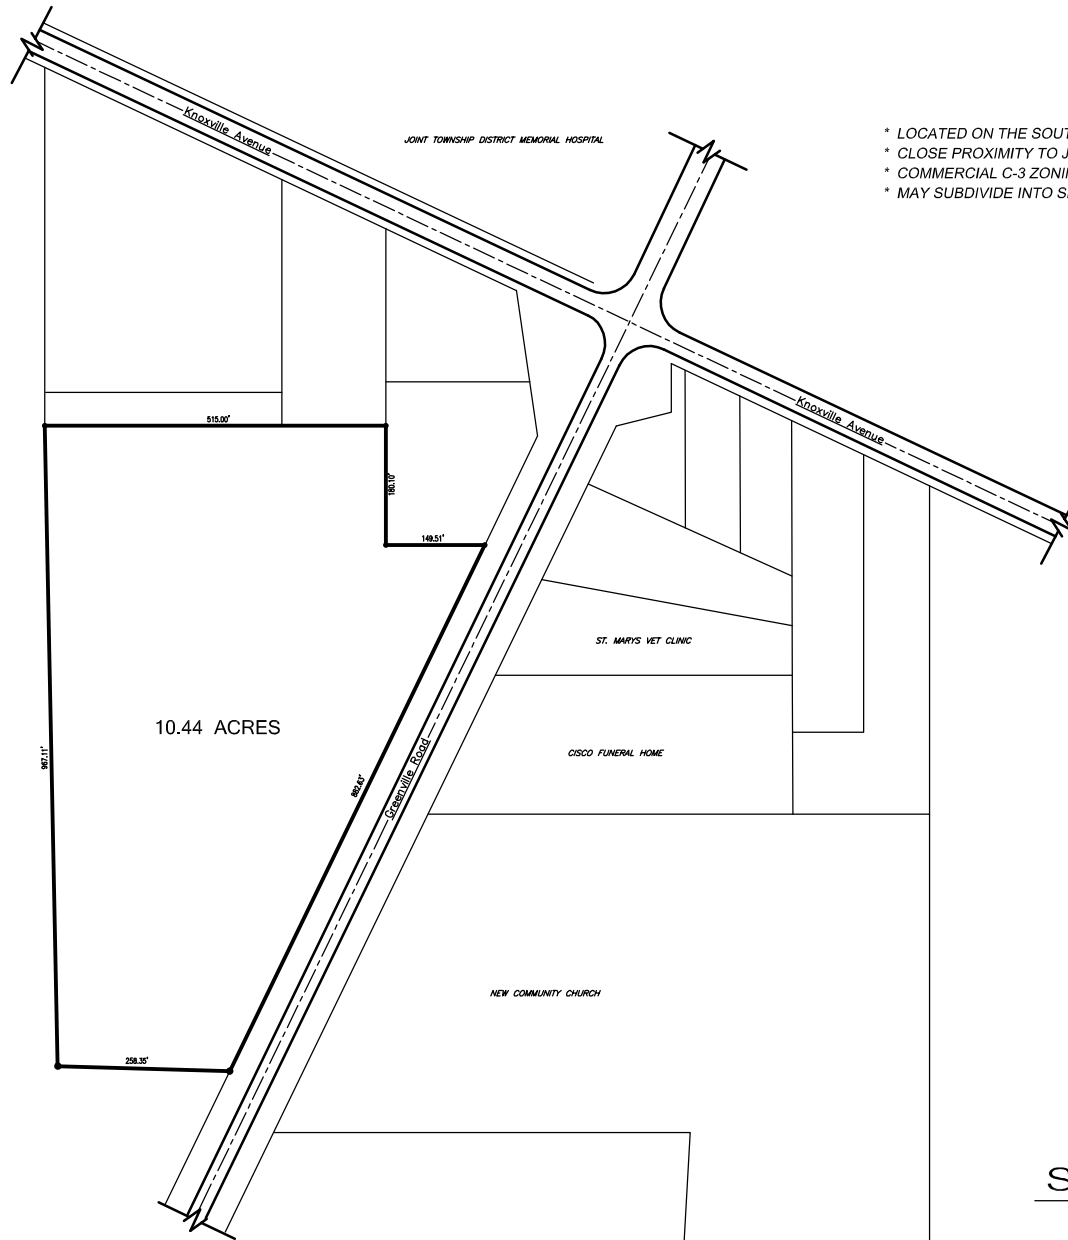 Knoxville Avenue
JOINT TOWNSHIP DISTRICT MEMORIAL HOSPITAL
* LOCATED ON THE SOUT
* CLOSE PROXIMITY TO J
* COMMERCIAL C-3 ZONI
* MAY SUBDIVIDE INTO S
Knoxville Avenue
515.00'
180.10'
149.51'
ST. MARYS VET CLINIC
10.44 ACRES
CISCO FUNERAL HOME
967.11'
882.63'
Greenville Road
NEW COMMUNITY CHURCH
258.35'
S